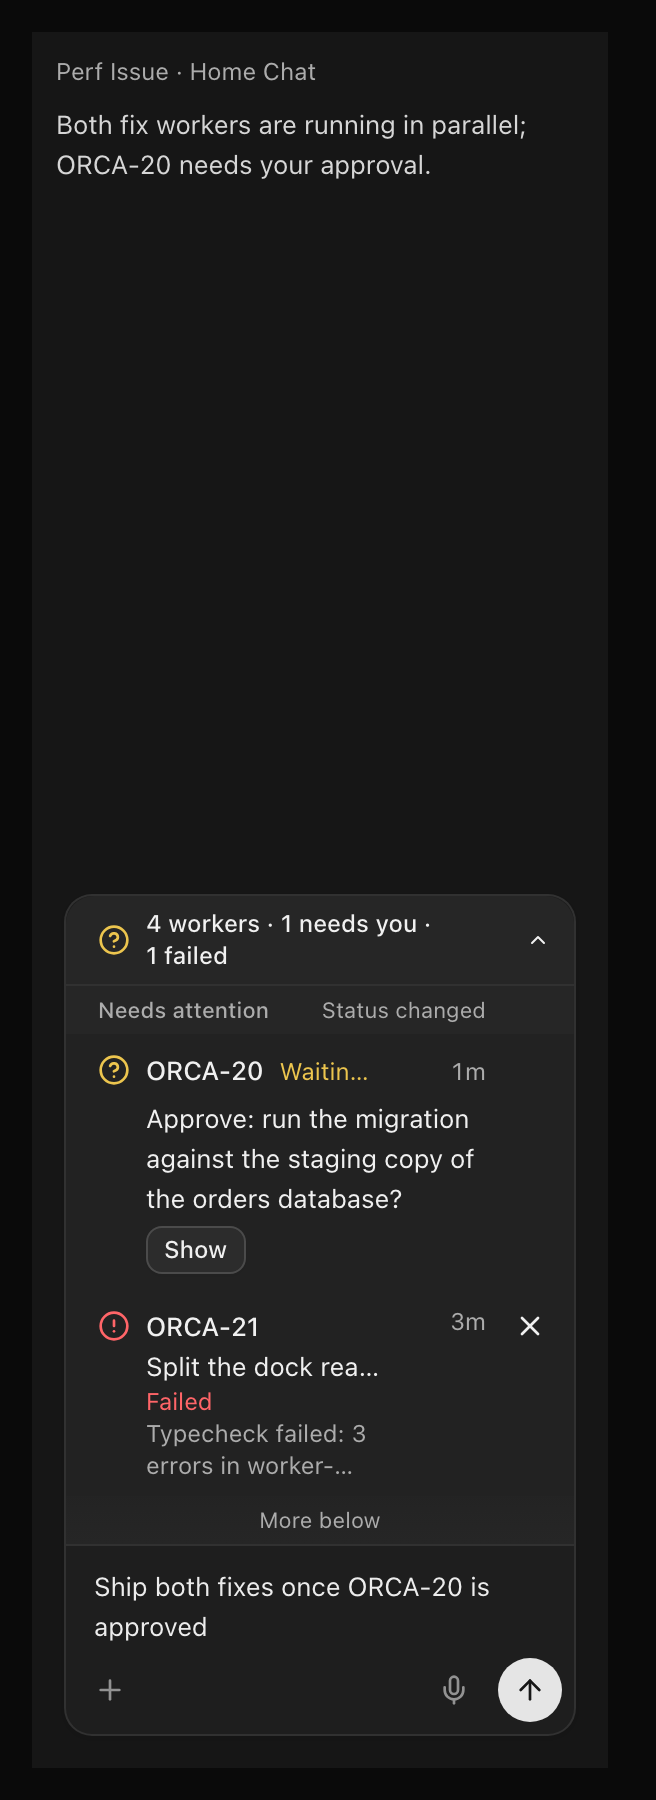 Perf Issue · Home Chat
Both fix workers are running in parallel;
ORCA-20 needs your approval.
4 workers · 1 needs you ·
1 failed
Needs attention Status changed
ORCA-20 Waitin... 1m
Approve: run the migration
against the staging copy of
the orders database?
Show
ORCA-21 3m
Split the dock rea...
Failed
Typecheck failed: 3
errors in worker-...
More below
Ship both fixes once ORCA-20 is
approved